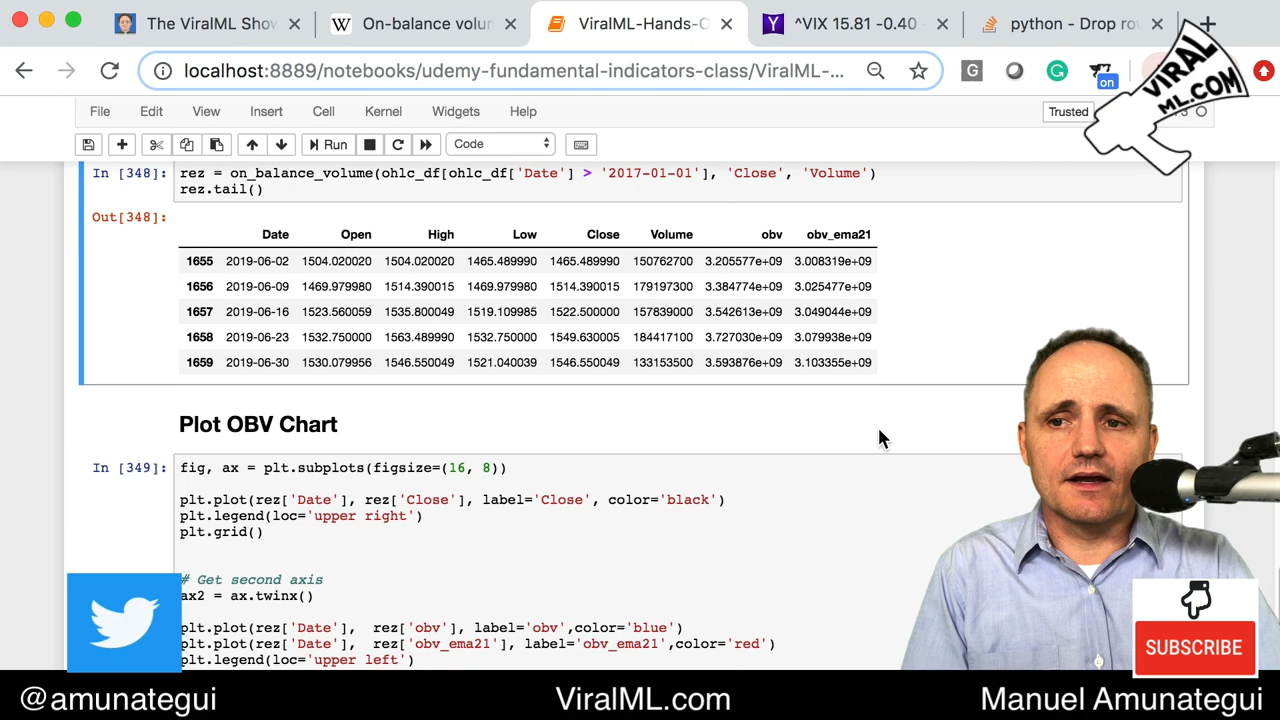 The ViralML Show
On-balance volu
ViralML-Hands-O
^VIX 15.81 -0.40
python - Drop ro
localhost:8889/notebooks/udemy-fundamental-indicators-class/ViralML-...
on
VIRAL
ML.COM
File Edit View Insert Cell Kernel Widgets Help
Trusted
Run
Code
In [348]: rez = on_balance_volume(ohlc_df[ohlc_df['Date'] > '2017-01-01'], 'Close', 'Volume')
rez.tail()
Out[348]:
Date Open High Low Close Volume obv obv_ema21
1655 2019-06-02 1504.020020 1504.020020 1465.489990 1465.489990 150762700 3.205577e+09 3.008319e+09
1656 2019-06-09 1469.979980 1514.390015 1469.979980 1514.390015 179197300 3.384774e+09 3.025477e+09
1657 2019-06-16 1523.560059 1535.800049 1519.109985 1522.500000 157839000 3.542613e+09 3.049044e+09
1658 2019-06-23 1532.750000 1563.489990 1532.750000 1549.630005 184417100 3.727030e+09 3.079938e+09
1659 2019-06-30 1530.079956 1546.550049 1521.040039 1546.550049 133153500 3.593876e+09 3.103355e+09
Plot OBV Chart
In [349]: fig, ax = plt.subplots(figsize=(16, 8))
plt.plot(rez['Date'], rez['Close'], label='Close', color='black')
plt.legend(loc='upper right')
plt.grid()
# Get second axis
ax2 = ax.twinx()
plt.plot(rez['Date'], rez['obv'], label='obv',color='blue')
plt.plot(rez['Date'], rez['obv_ema21'], label='obv_ema21',color='red')
plt.legend(loc='upper left')
SUBSCRIBE
@amunategui
ViralML.com
Manuel Amunategui